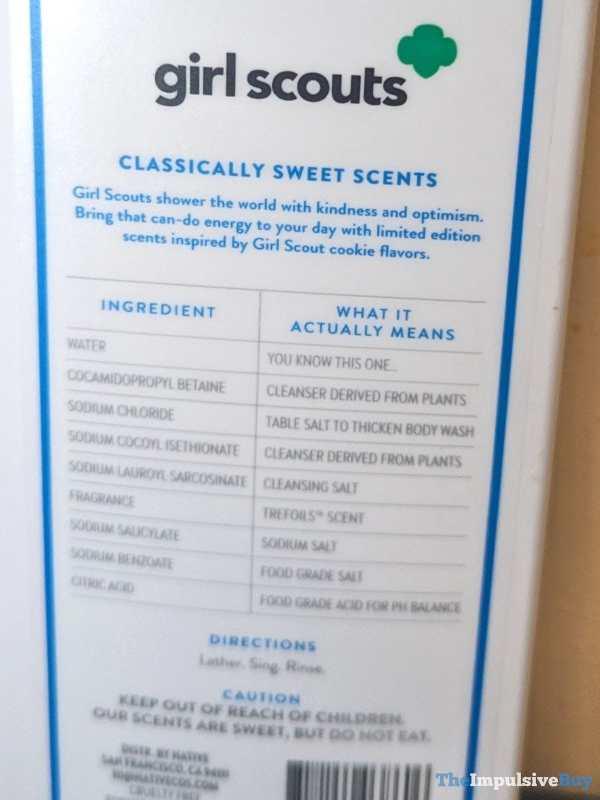 girl scouts
CLASSICALLY SWEET SCENTS
Girl Scouts shower the world with kindness and optimism.
Bring that can-do energy to your day with limited edition
scents inspired by Girl Scout cookie flavors.
INGREDIENT
WHAT IT
ACTUALLY MEANS
WATER
YOU KNOW THIS ONE...
COCAMIDOPROPYL BETAINE
CLEANSER DERIVED FROM PLANTS
SODIUM CHLORIDE
TABLE SALT TO THICKEN BODY WASH
SODIUM COCOYL ISETHIONATE
CLEANSER DERIVED FROM PLANTS
SODIUM LAUROYL SARCOSINATE
CLEANSING SALT
FRAGRANCE
TREFOILS™ SCENT
SODIUM SALICYLATE
SODIUM SALT
SODIUM BENZOATE
FOOD GRADE SALT
CITRIC ACID
FOOD GRADE ACID FOR PH BALANCE
DIRECTIONS
Lather. Sing. Rinse.
CAUTION
KEEP OUT OF REACH OF CHILDREN.
OUR SCENTS ARE SWEET, BUT DO NOT EAT.
DISTR. BY NATIVE
SAN FRANCISCO, CA 94111
HI@NATIVECOS.COM
CRUELTY FREE
TheImpulsiveBuy